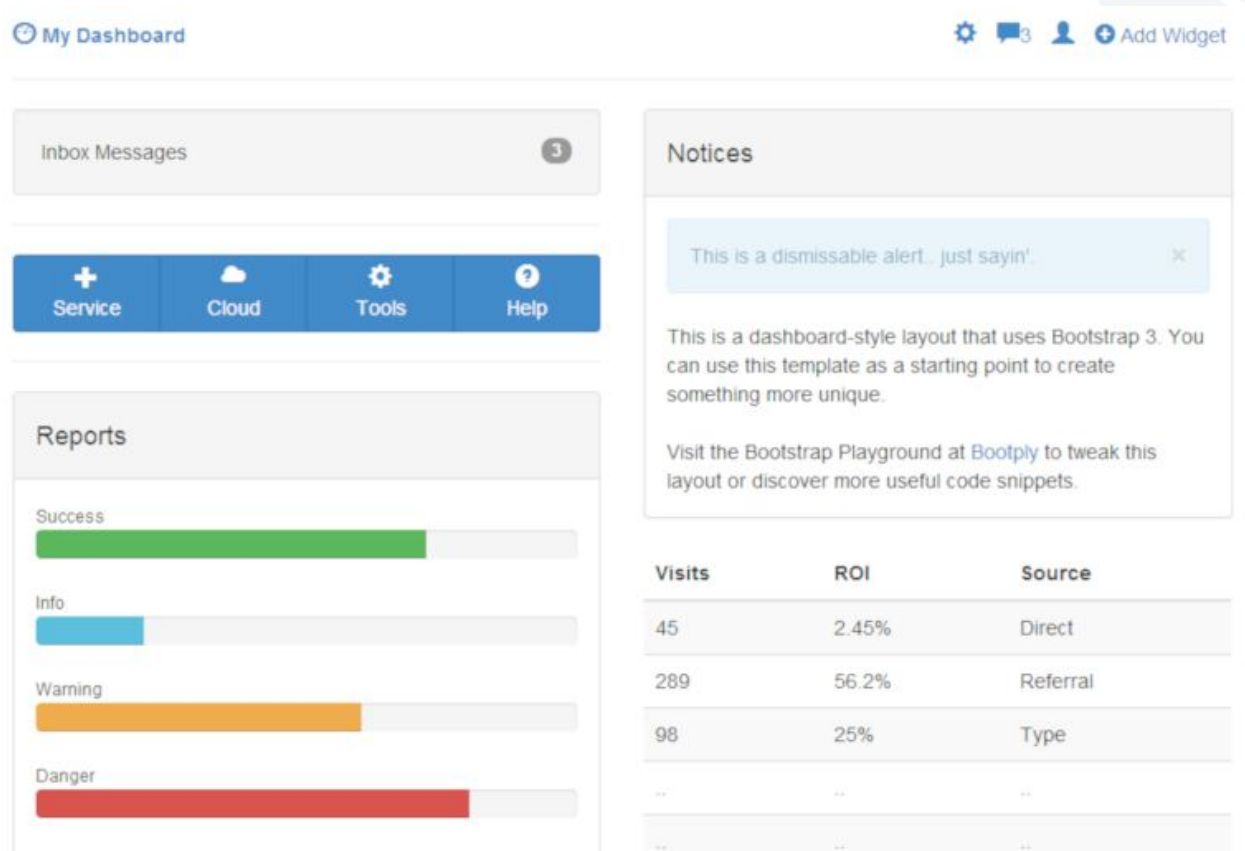 My Dashboard
3
Add Widget
Inbox Messages
3
Service
Cloud
Tools
Help
Reports
Success
Info
Warning
Danger
Notices
This is a dismissable alert.. just sayin'.
×
This is a dashboard-style layout that uses Bootstrap 3. You
can use this template as a starting point to create
something more unique.
Visit the Bootstrap Playground at Bootply to tweak this
layout or discover more useful code snippets.
Visits ROI Source
45 2.45% Direct
289 56.2% Referral
98 25% Type
.. .. ..
.. .. ..